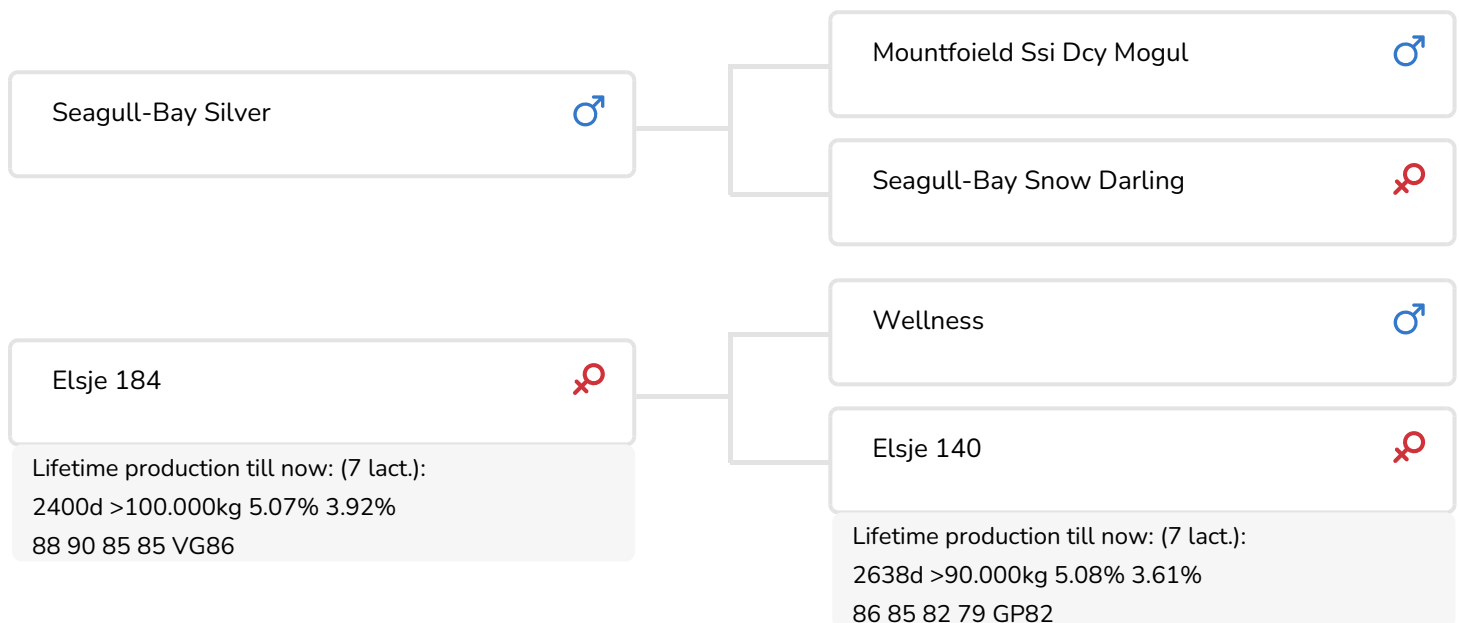 Mountfoield Ssi Dcy Mogul
Seagull-Bay Silver
Seagull-Bay Snow Darling
Wellness
Elsje 184
Elsje 140
Lifetime production till now: (7 lact.):
2400d >100.000kg 5.07% 3.92%
88 90 85 85 VG86
Lifetime production till now: (7 lact.):
2638d >90.000kg 5.08% 3.61%
86 85 82 79 GP82